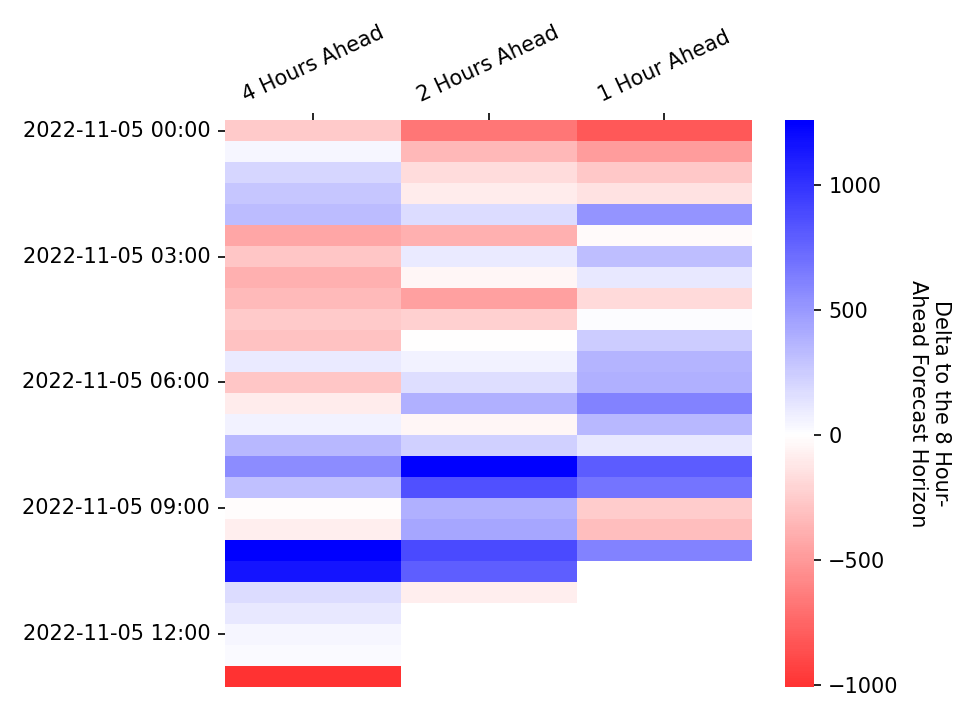 4 Hours Ahead
2 Hours Ahead
1 Hour Ahead
2022-11-05 00:00
2022-11-05 03:00
2022-11-05 06:00
2022-11-05 09:00
2022-11-05 12:00
1000
500
0
−500
−1000
Delta to the 8 Hour-
Ahead Forecast Horizon